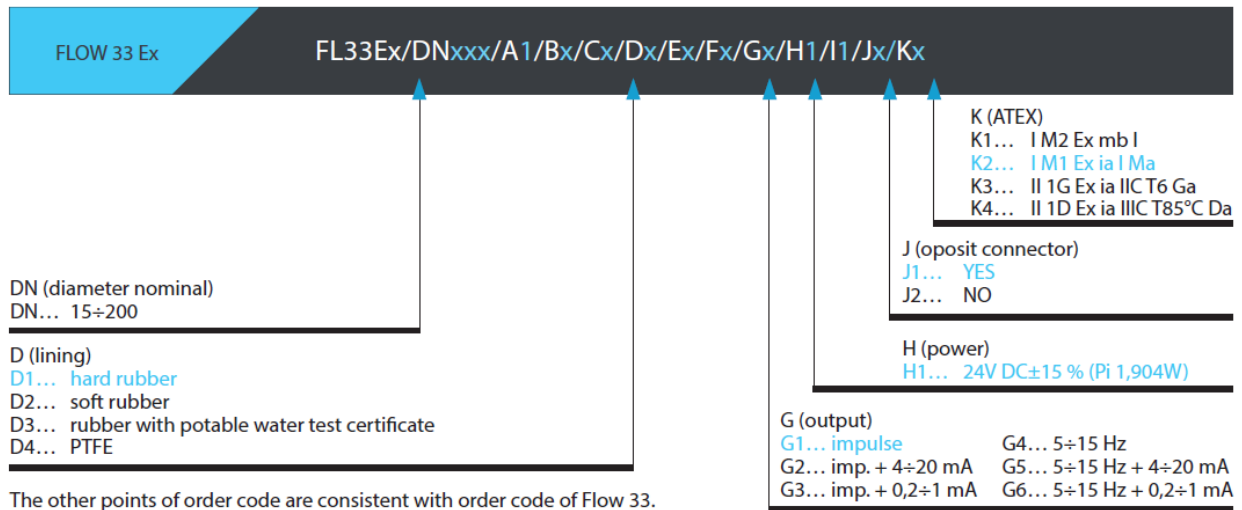 FLOW 33 Ex
FL33Ex/DNxxx/A1/Bx/Cx/Dx/Ex/Fx/Gx/H1/I1/Jx/Kx
K (ATEX)
K1... I M2 Ex mb I
K2... I M1 Ex ia I Ma
K3... II 1G Ex ia IIC T6 Ga
K4... II 1D Ex ia IIIC T85°C Da
J (oposit connector)
J1... YES
J2... NO
DN (diameter nominal)
DN... 15÷200
H (power)
H1... 24V DC±15 % (Pi 1,904W)
D (lining)
D1... hard rubber
D2... soft rubber
D3... rubber with potable water test certificate
D4... PTFE
G (output)
G1... impulse G4... 5÷15 Hz
G2... imp. + 4÷20 mA G5... 5÷15 Hz + 4÷20 mA
G3... imp. + 0,2÷1 mA G6... 5÷15 Hz + 0,2÷1 mA
The other points of order code are consistent with order code of Flow 33.